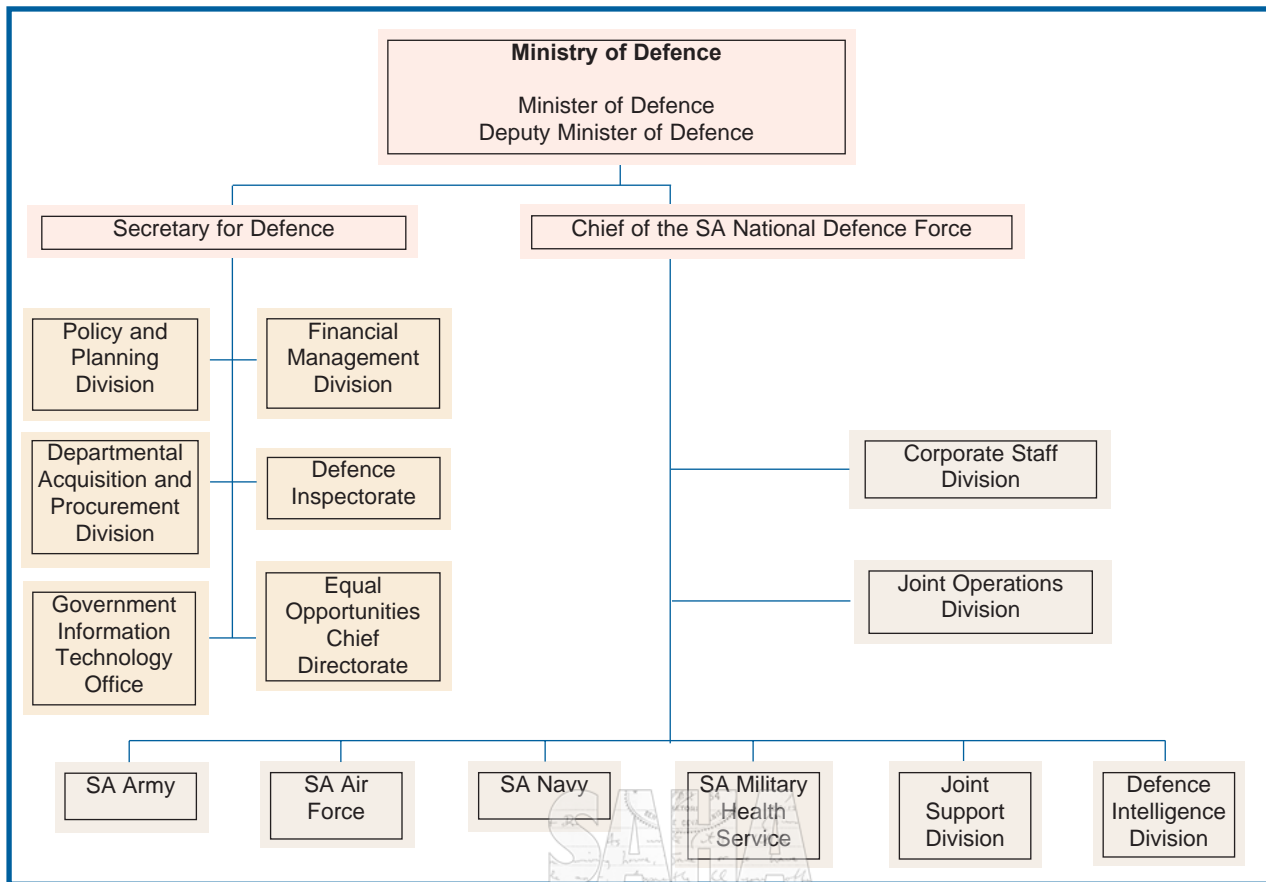 Ministry of Defence
Minister of Defence
Deputy Minister of Defence
Secretary for Defence
Chief of the SA National Defence Force
Policy and
Planning
Division
Financial
Management
Division
Departmental
Acquisition and
Procurement
Division
Defence
Inspectorate
Corporate Staff
Division
Government
Information
Technology
Office
Equal
Opportunities
Chief
Directorate
Joint Operations
Division
SA Army
SA Air
Force
SA Navy
SA Military
Health
Service
Joint
Support
Division
Defence
Intelligence
Division
SAHA